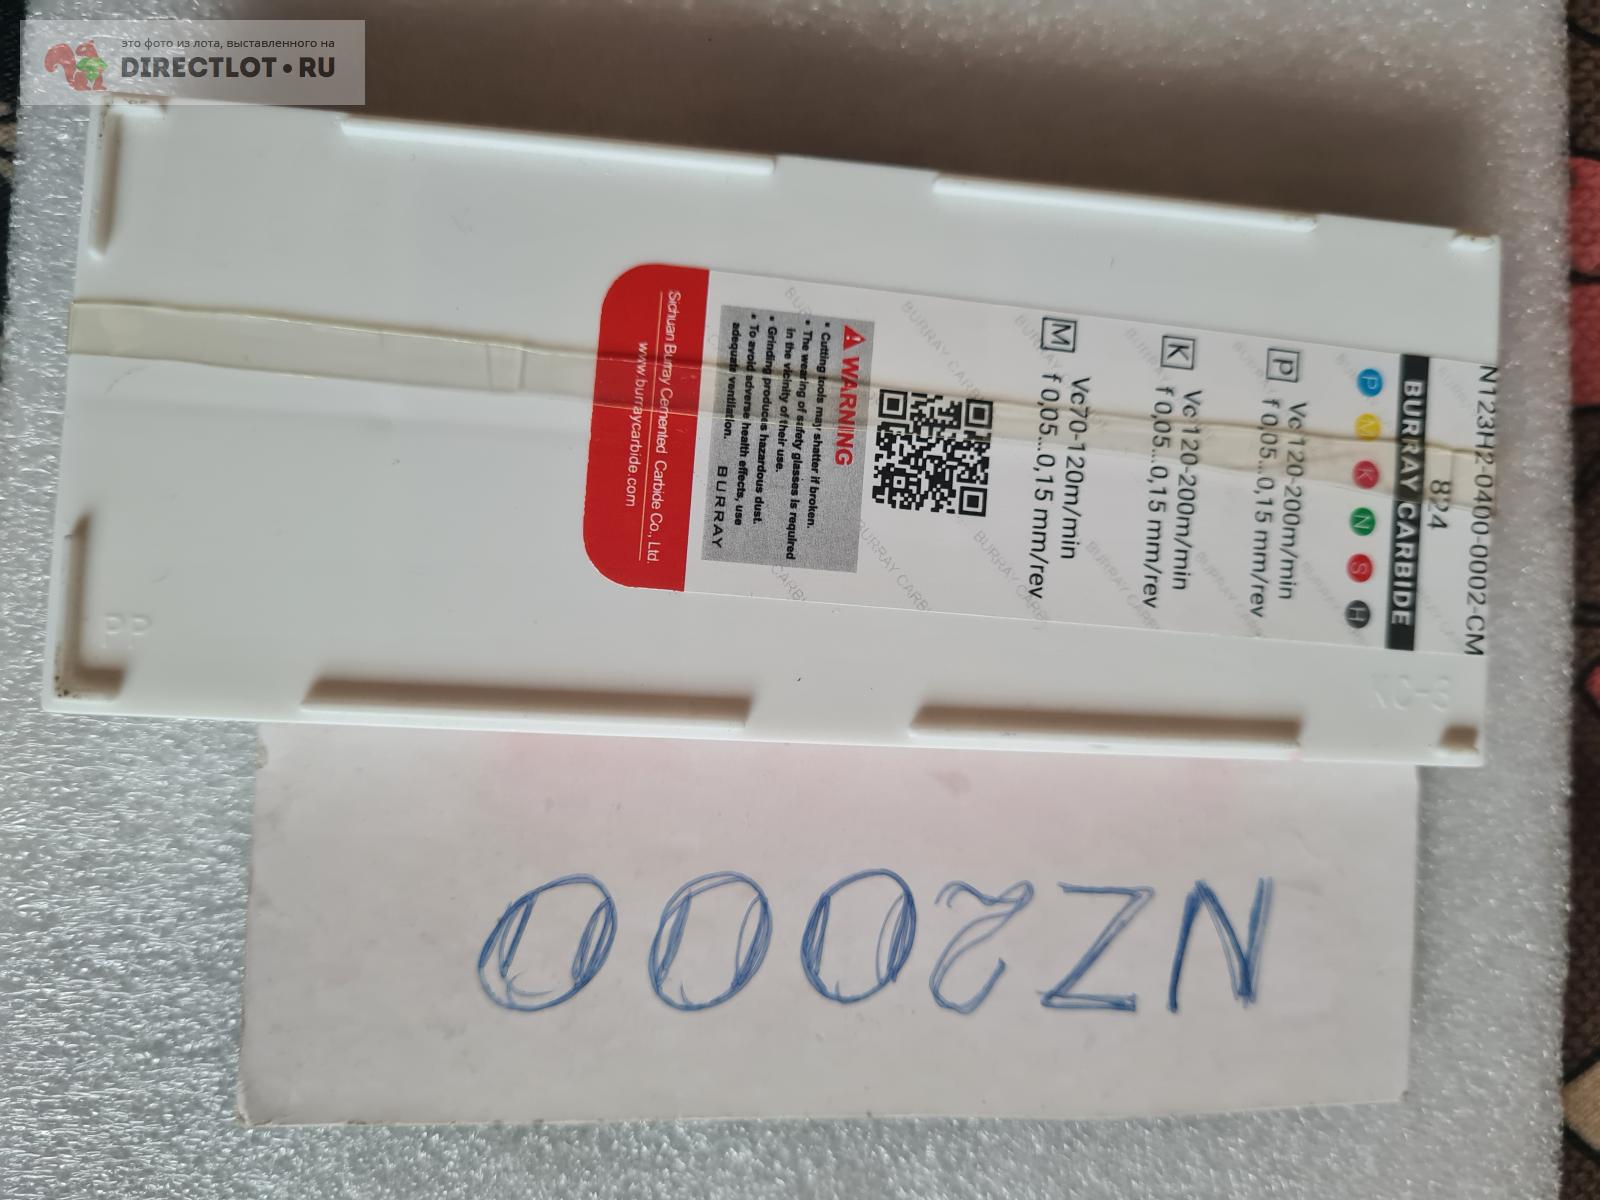 это фото из лота, выставленного на
DIRECTLOT.RU
N123H2-0400-0002-CM
824
BURRAY CARBIDE
P M K N S H
P Vc120-200m/min
f 0,05...0,15 mm/rev
K Vc120-200m/min
f 0,05...0,15 mm/rev
M Vc70-120m/min
f 0,05...0,15 mm/rev
WARNING
• Cutting tools may shatter if broken.
• The wearing of safety glasses is required
in the vicinity of their use.
• Grinding produces hazardous dust.
• To avoid adverse health effects, use
adequate ventilation.
BURRAY
Sichuan Burray Cemented Carbide Co., Ltd.
www.burraycarbide.com
PP
NZ2000